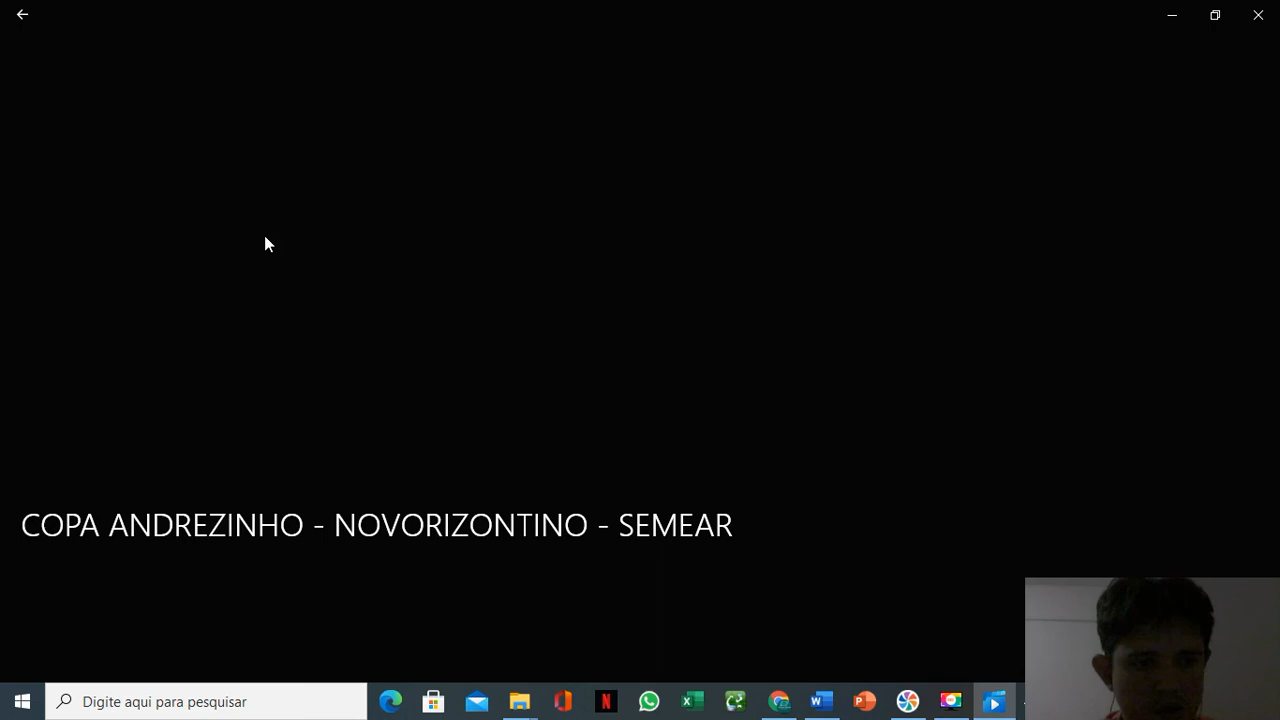 COPA ANDREZINHO - NOVORIZONTINO - SEMEAR
Digite aqui para pesquisar